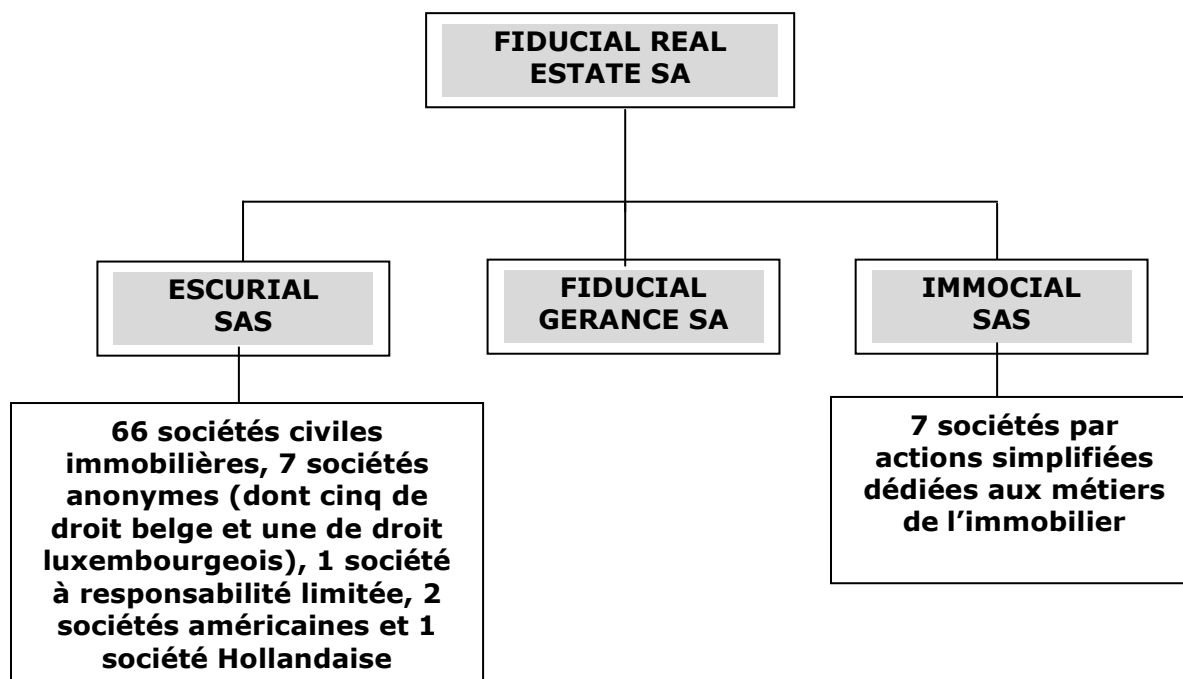 FIDUCIAL REAL
ESTATE SA
ESCURIAL
SAS
FIDUCIAL
GERANCE SA
IMMOCIAL
SAS
66 sociétés civiles
immobilières, 7 sociétés
anonymes (dont cinq de
droit belge et une de droit
luxembourgeois), 1 société
à responsabilité limitée, 2
sociétés américaines et 1
société Hollandaise
7 sociétés par
actions simplifiées
dédiées aux métiers
de l’immobilier